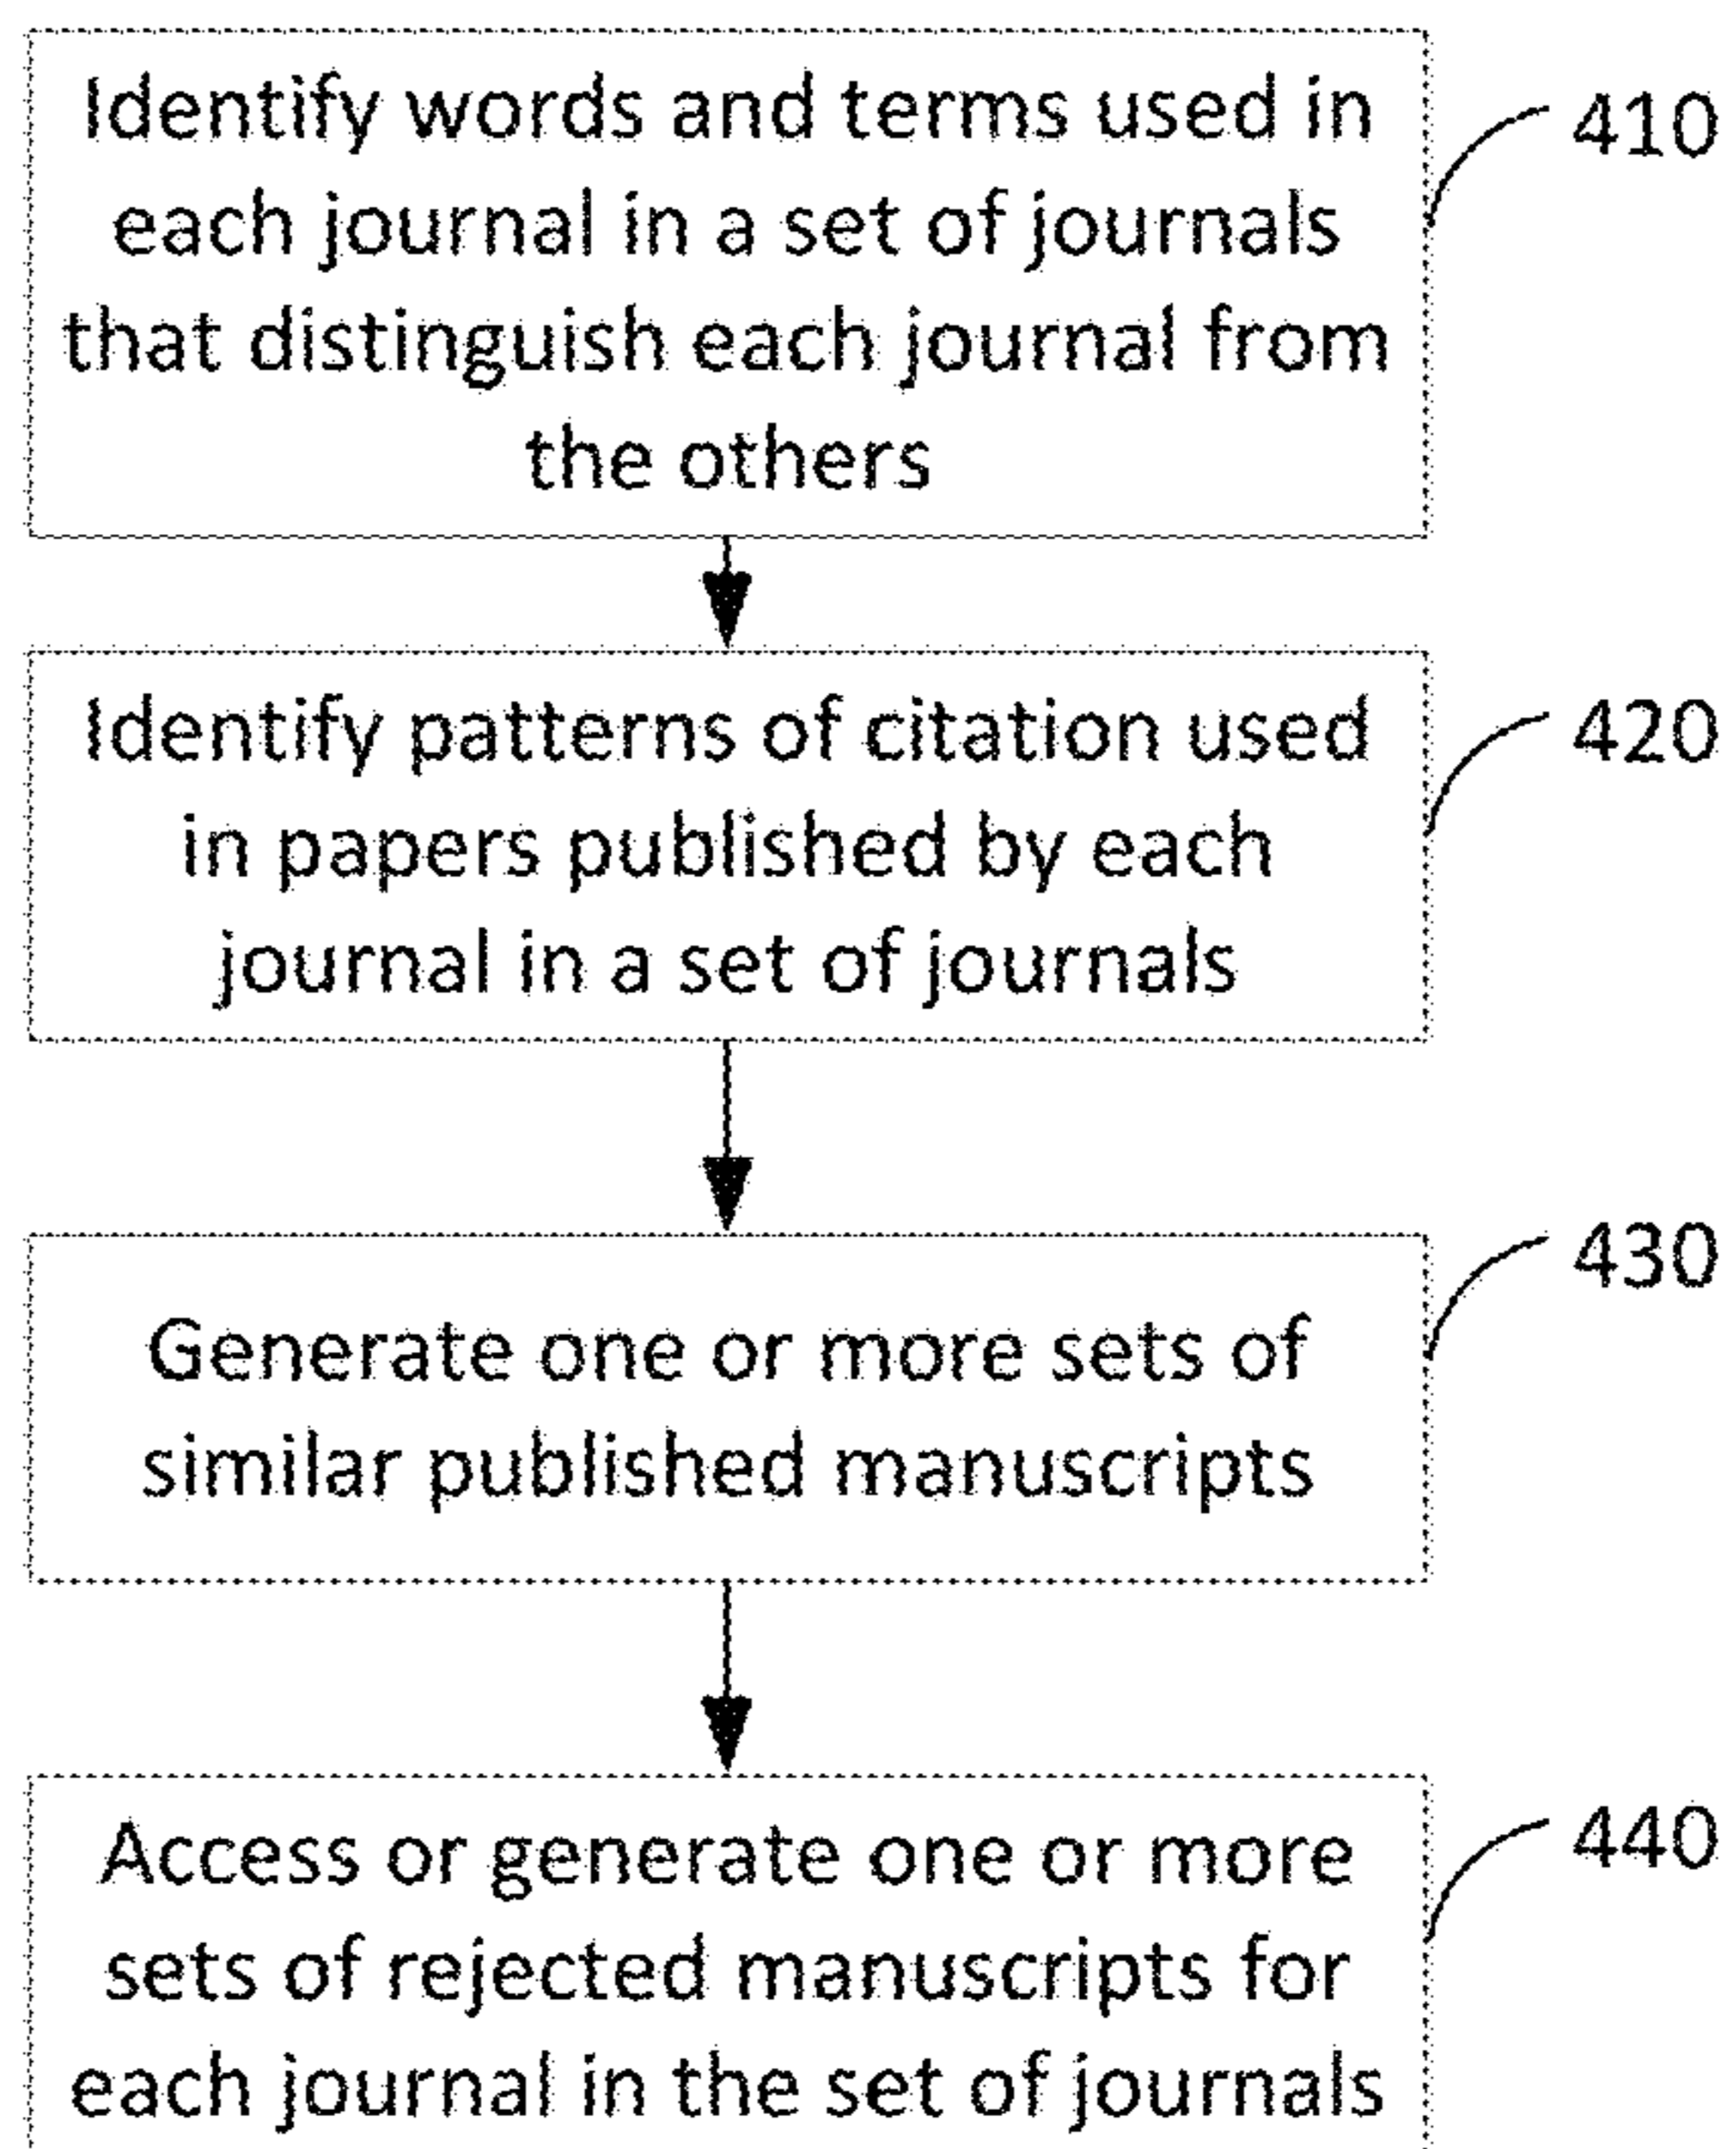 Identify words and terms used in
each journal in a set of journals
that distinguish each journal from
the others
410
Identify patterns of citation used
in papers published by each
journal in a set of journals
420
Generate one or more sets of
similar published manuscripts
430
Access or generate one or more
sets of rejected manuscripts for
each journal in the set of journals
440